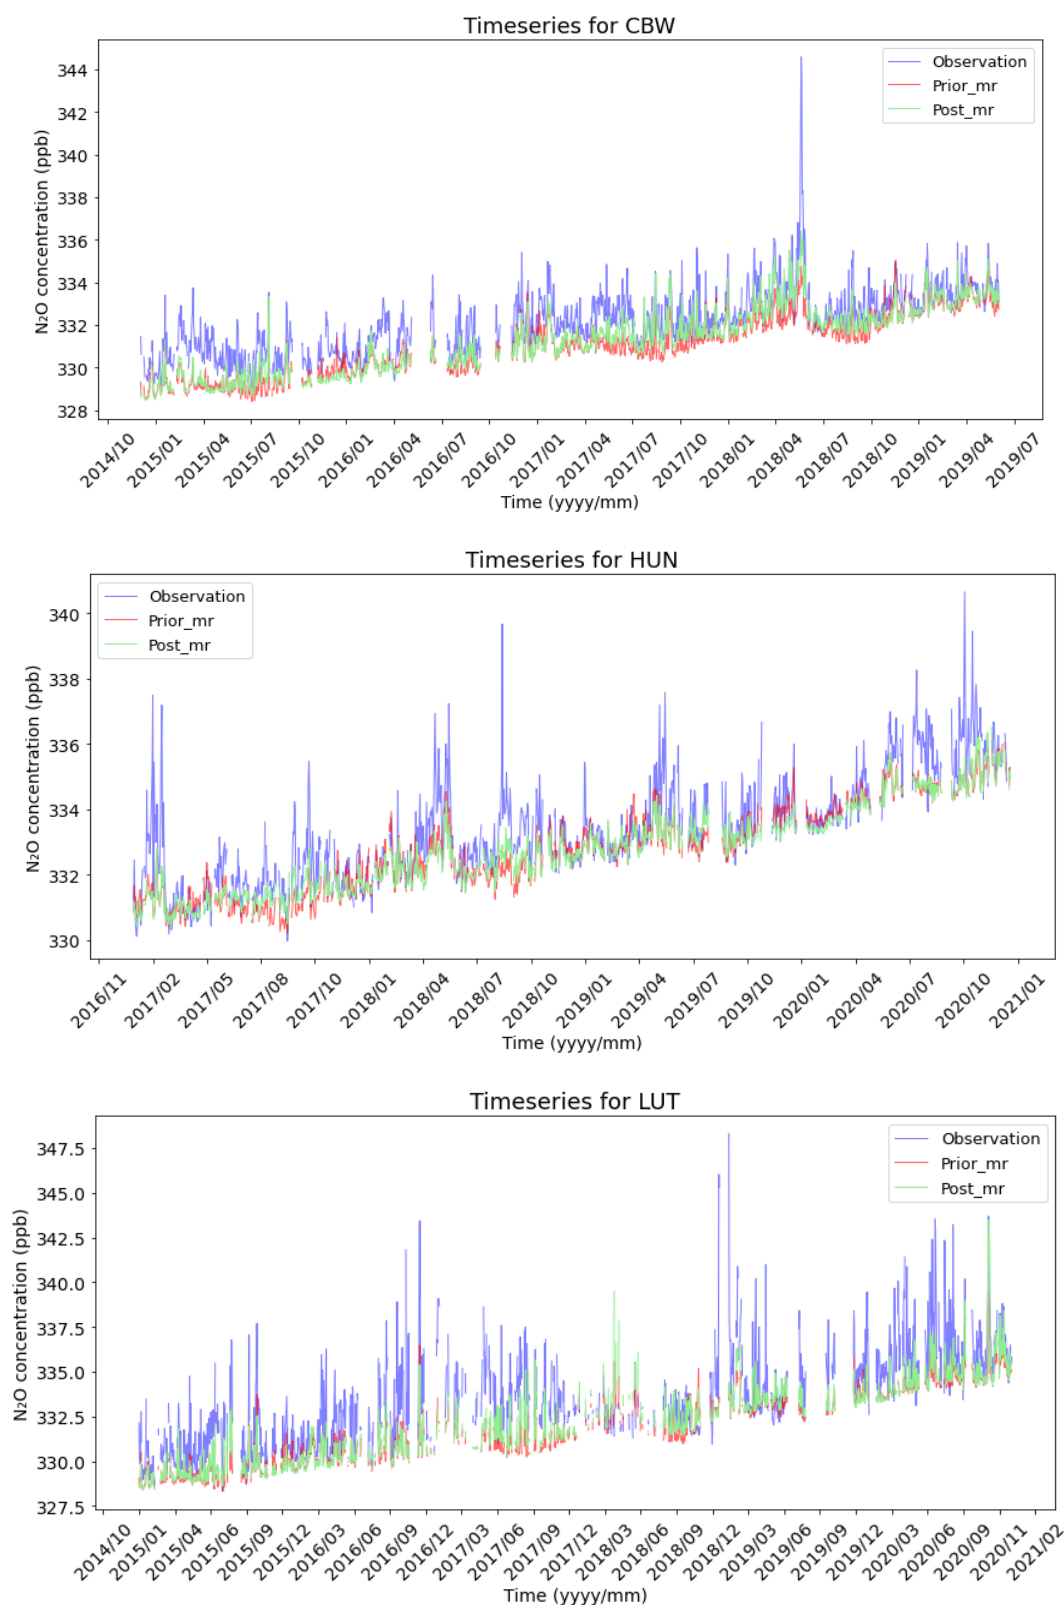 Timeseries for CBW
N₂O concentration (ppb)
344
342
340
338
336
334
332
330
328
Observation
Prior_mr
Post_mr
2014/10 2015/01 2015/04 2015/07 2015/10 2016/01 2016/04 2016/07 2016/10 2017/01 2017/04 2017/07 2017/10 2018/01 2018/04 2018/07 2018/10 2019/01 2019/04 2019/07
Time (yyyy/mm)
Timeseries for HUN
N₂O concentration (ppb)
340
338
336
334
332
330
Observation
Prior_mr
Post_mr
2016/11 2017/02 2017/05 2017/08 2017/10 2018/01 2018/04 2018/07 2018/10 2019/01 2019/04 2019/07 2019/10 2020/01 2020/04 2020/07 2020/10 2021/01
Time (yyyy/mm)
Timeseries for LUT
N₂O concentration (ppb)
347.5
345.0
342.5
340.0
337.5
335.0
332.5
330.0
327.5
Observation
Prior_mr
Post_mr
2014/10 2015/01 2015/04 2015/06 2015/09 2015/12 2016/03 2016/06 2016/09 2016/12 2017/03 2017/06 2017/09 2017/12 2018/03 2018/06 2018/09 2018/12 2019/03 2019/06 2019/09 2019/12 2020/03 2020/06 2020/09 2020/11 2021/02
Time (yyyy/mm)